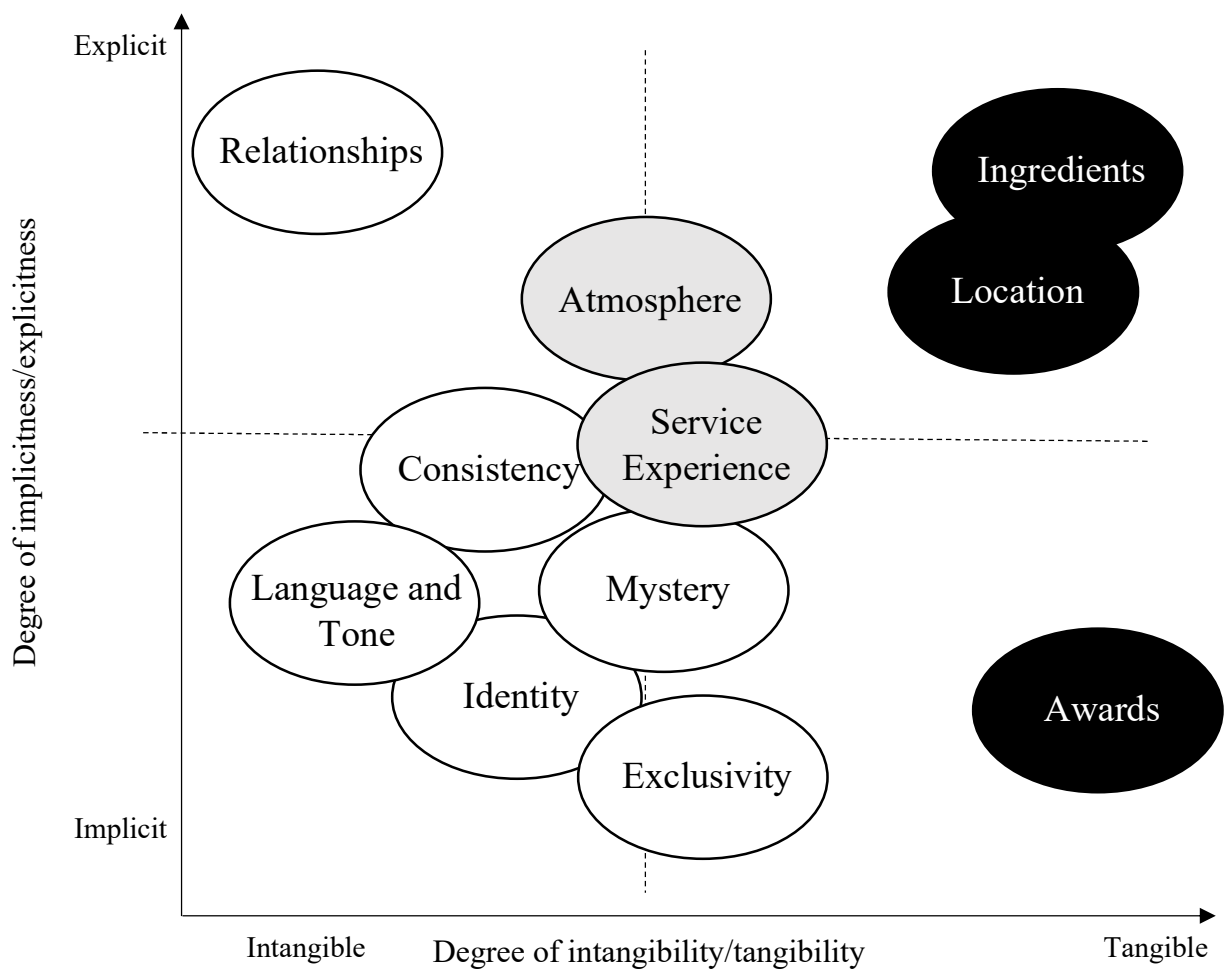 Explicit
Relationships
Ingredients
Location
Atmosphere
Service
Experience
Consistency
Language and
Tone
Mystery
Identity
Awards
Exclusivity
Implicit
Degree of implicitness/explicitness
Intangible
Degree of intangibility/tangibility
Tangible